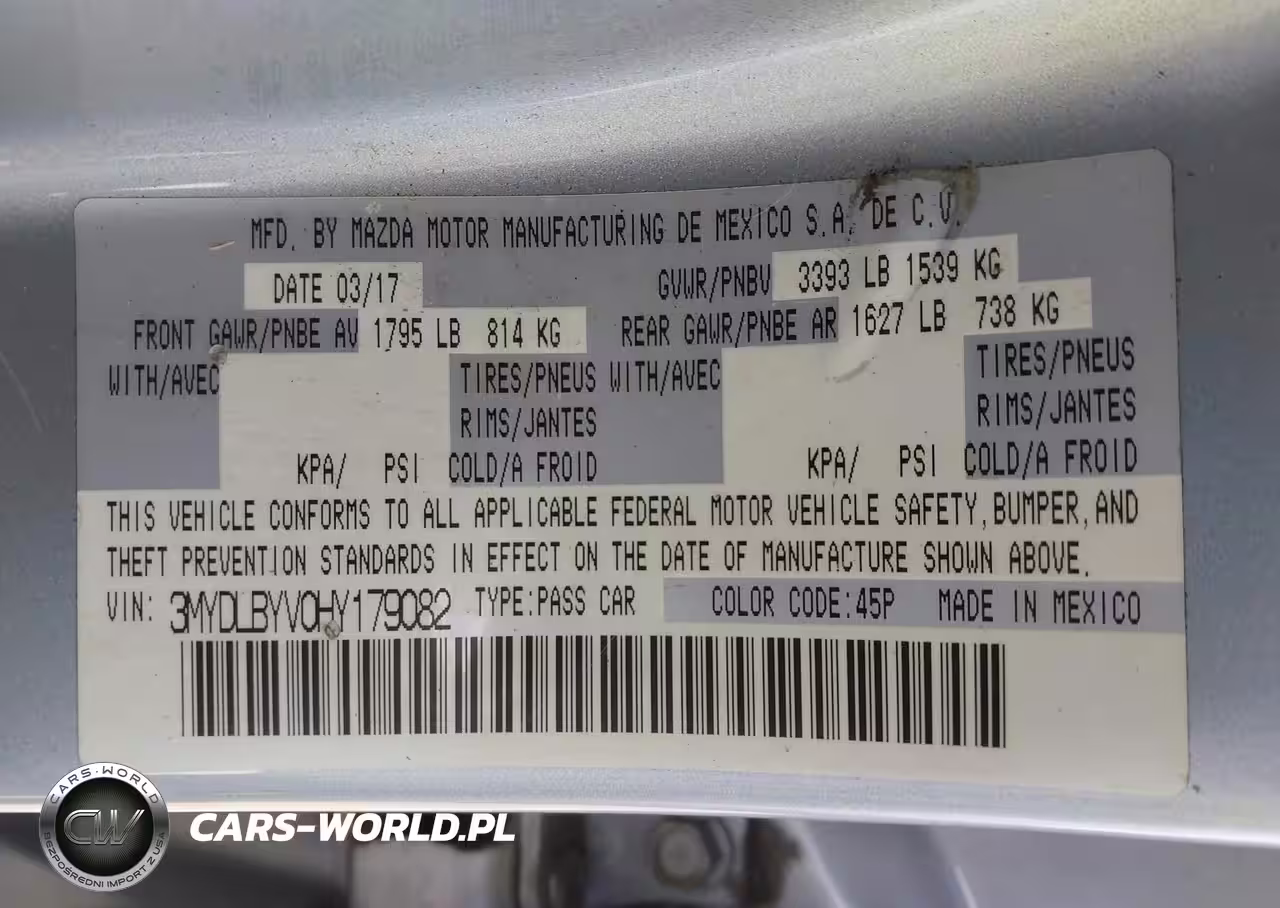 MFD. BY MAZDA MOTOR MANUFACTURING DE MEXICO S.A. DE C.V.
DATE 03/17 GVWR/PNBV 3393 LB 1539 KG
FRONT GAWR/PNBE AV 1795 LB 814 KG REAR GAWR/PNBE AR 1627 LB 738 KG
WITH/AVEC TIRES/PNEUS WITH/AVEC TIRES/PNEUS
RIMS/JANTES RIMS/JANTES
KPA/ PSI COLD/A FROID KPA/ PSI COLD/A FROID
THIS VEHICLE CONFORMS TO ALL APPLICABLE FEDERAL MOTOR VEHICLE SAFETY, BUMPER, AND
THEFT PREVENTION STANDARDS IN EFFECT ON THE DATE OF MANUFACTURE SHOWN ABOVE.
VIN: 3MYDLBYV0HY179082 TYPE:PASS CAR COLOR CODE:45P MADE IN MEXICO
CARS-WORLD
CW
BEZPOŚREDNI IMPORT Z USA
CARS-WORLD.PL